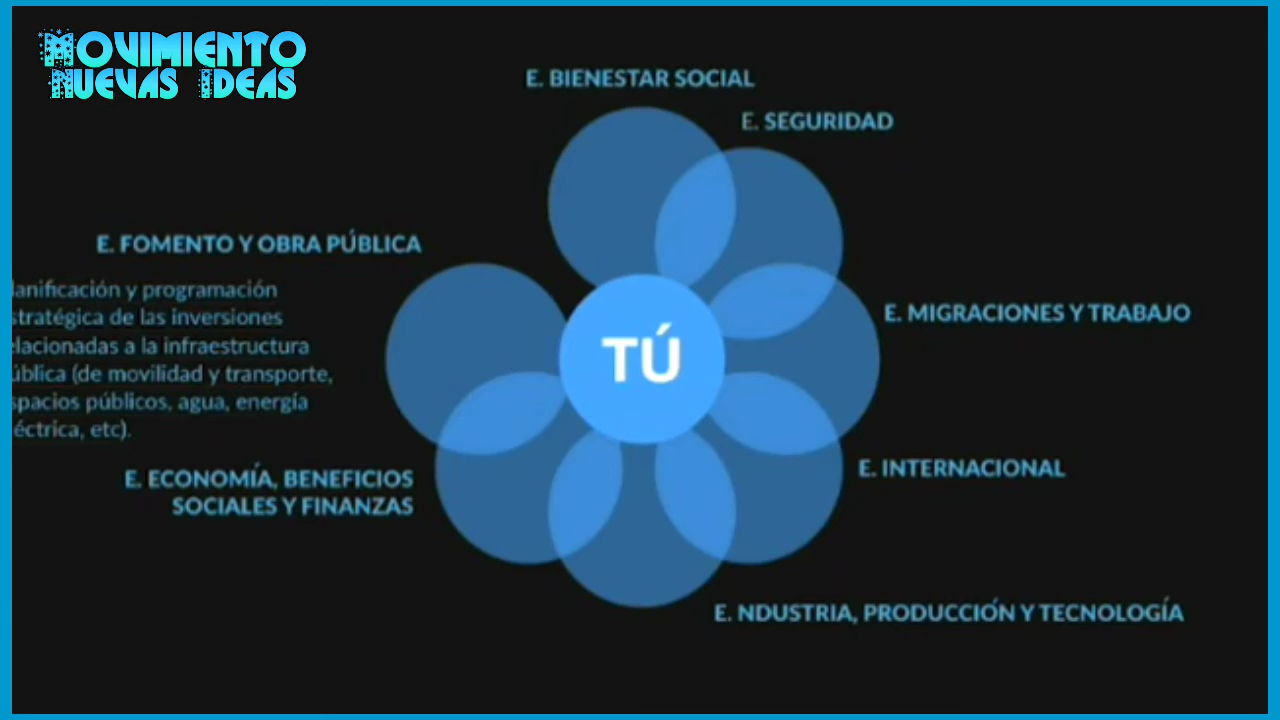 MOVIMIENTO
NUEVAS IDEAS
E. BIENESTAR SOCIAL
E. SEGURIDAD
E. FOMENTO Y OBRA PÚBLICA
lanificación y programación
stratégica de las inversiones
elacionadas a la infraestructura
ública (de movilidad y transporte,
spacios públicos, agua, energía
éctrica, etc).
E. MIGRACIONES Y TRABAJO
TÚ
E. ECONOMÍA, BENEFICIOS
SOCIALES Y FINANZAS
E. INTERNACIONAL
E. NDUSTRIA, PRODUCCIÓN Y TECNOLOGÍA